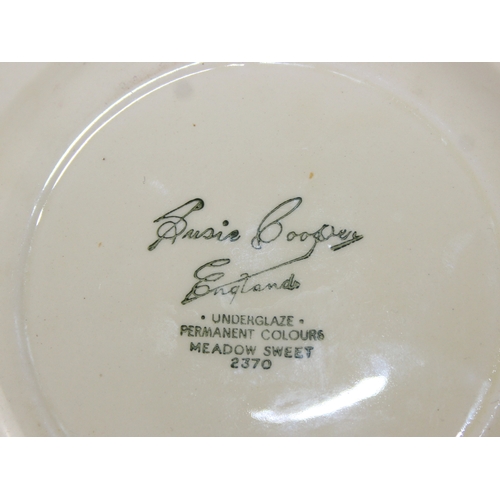 Susie Cooper
England
· UNDERGLAZE ·
PERMANENT COLOURS
MEADOW SWEET
2370